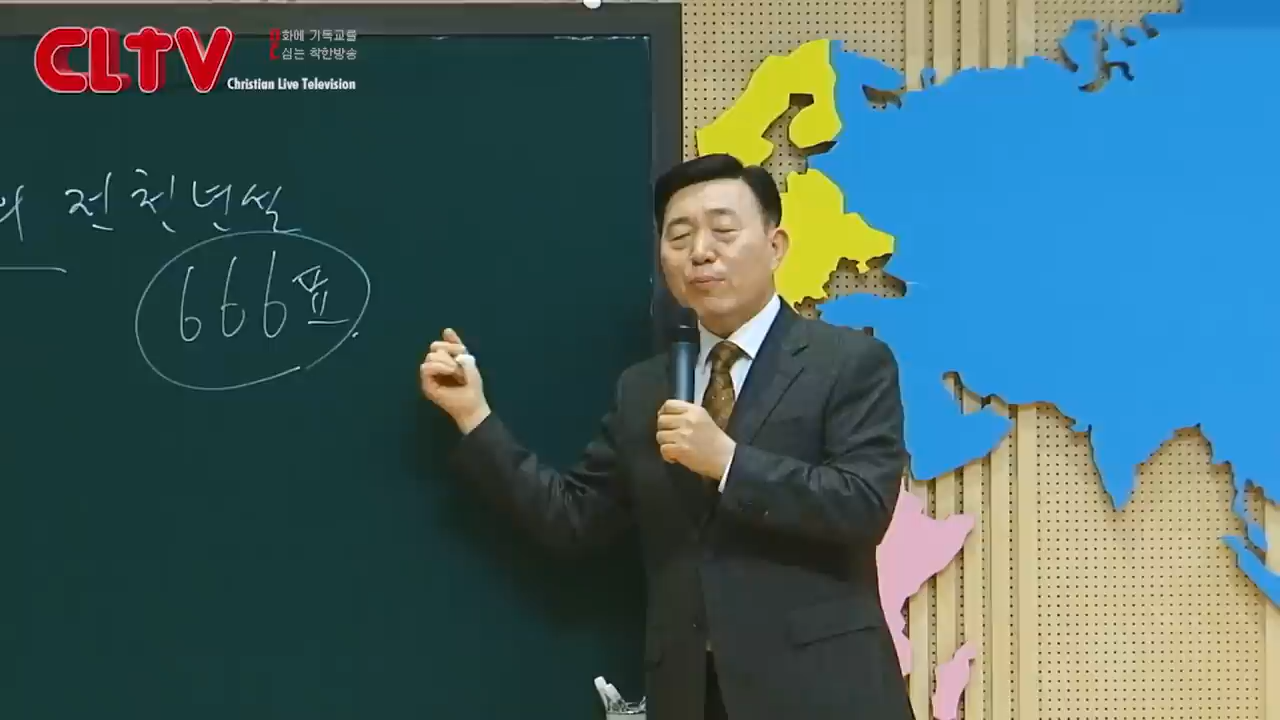 CLTV
화에 기독교를
심는 착한방송
Christian Live Television
의 전천년설
666표